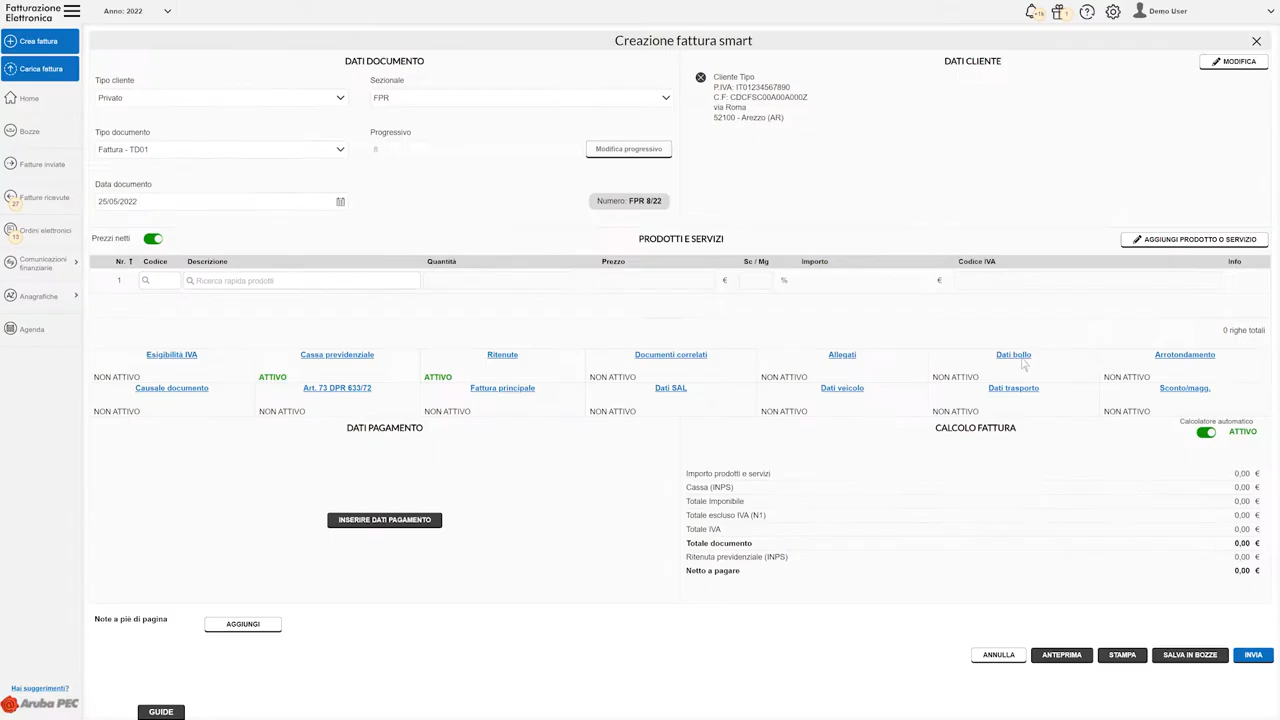 Fatturazione
Elettronica
Anno: 2022
+1k
1
Demo User
Crea fattura
Carica fattura
Home
Bozze
Fatture inviate
Fatture ricevute
27
Ordini elettronici
13
Comunicazioni
finanziarie
Anagrafiche
Agenda
Hai suggerimenti?
Aruba PEC
Creazione fattura smart
DATI DOCUMENTO
Tipo cliente
Sezionale
Privato
FPR
Tipo documento
Progressivo
Fattura - TD01
8
Modifica progressivo
Data documento
25/05/2022
Numero: FPR 8/22
DATI CLIENTE
MODIFICA
Cliente Tipo
P.IVA: IT01234567890
C.F: CDCFSC00A00A000Z
via Roma
52100 - Arezzo (AR)
Prezzi netti
PRODOTTI E SERVIZI
AGGIUNGI PRODOTTO O SERVIZIO
Nr. Codice Descrizione Quantità Prezzo Sc / Mg Importo Codice IVA Info
1 Ricerca rapida prodotti € % €
0 righe totali
Esigibilità IVA Cassa previdenziale Ritenute Documenti correlati Allegati Dati bollo Arrotondamento
NON ATTIVO ATTIVO ATTIVO NON ATTIVO NON ATTIVO NON ATTIVO NON ATTIVO
Causale documento Art. 73 DPR 633/72 Fattura principale Dati SAL Dati veicolo Dati trasporto Sconto/magg.
NON ATTIVO NON ATTIVO NON ATTIVO NON ATTIVO NON ATTIVO NON ATTIVO NON ATTIVO
DATI PAGAMENTO
INSERIRE DATI PAGAMENTO
CALCOLO FATTURA
Calcolatore automatico
ATTIVO
Importo prodotti e servizi 0,00 €
Cassa (INPS) 0,00 €
Totale Imponibile 0,00 €
Totale escluso IVA (N1) 0,00 €
Totale IVA 0,00 €
Totale documento 0,00 €
Ritenuta previdenziale (INPS) 0,00 €
Netto a pagare 0,00 €
Note a piè di pagina
AGGIUNGI
ANNULLA ANTEPRIMA STAMPA SALVA IN BOZZE INVIA
GUIDE